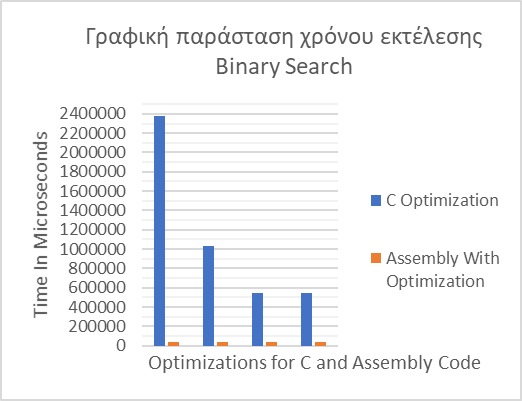 Γραφική παράσταση χρόνου εκτέλεσης
Binary Search
Time In Microseconds
2400000
2200000
2000000
1800000
1600000
1400000
1200000
1000000
800000
600000
400000
200000
0
C Optimization
Assembly With
Optimization
Optimizations for C and Assembly Code